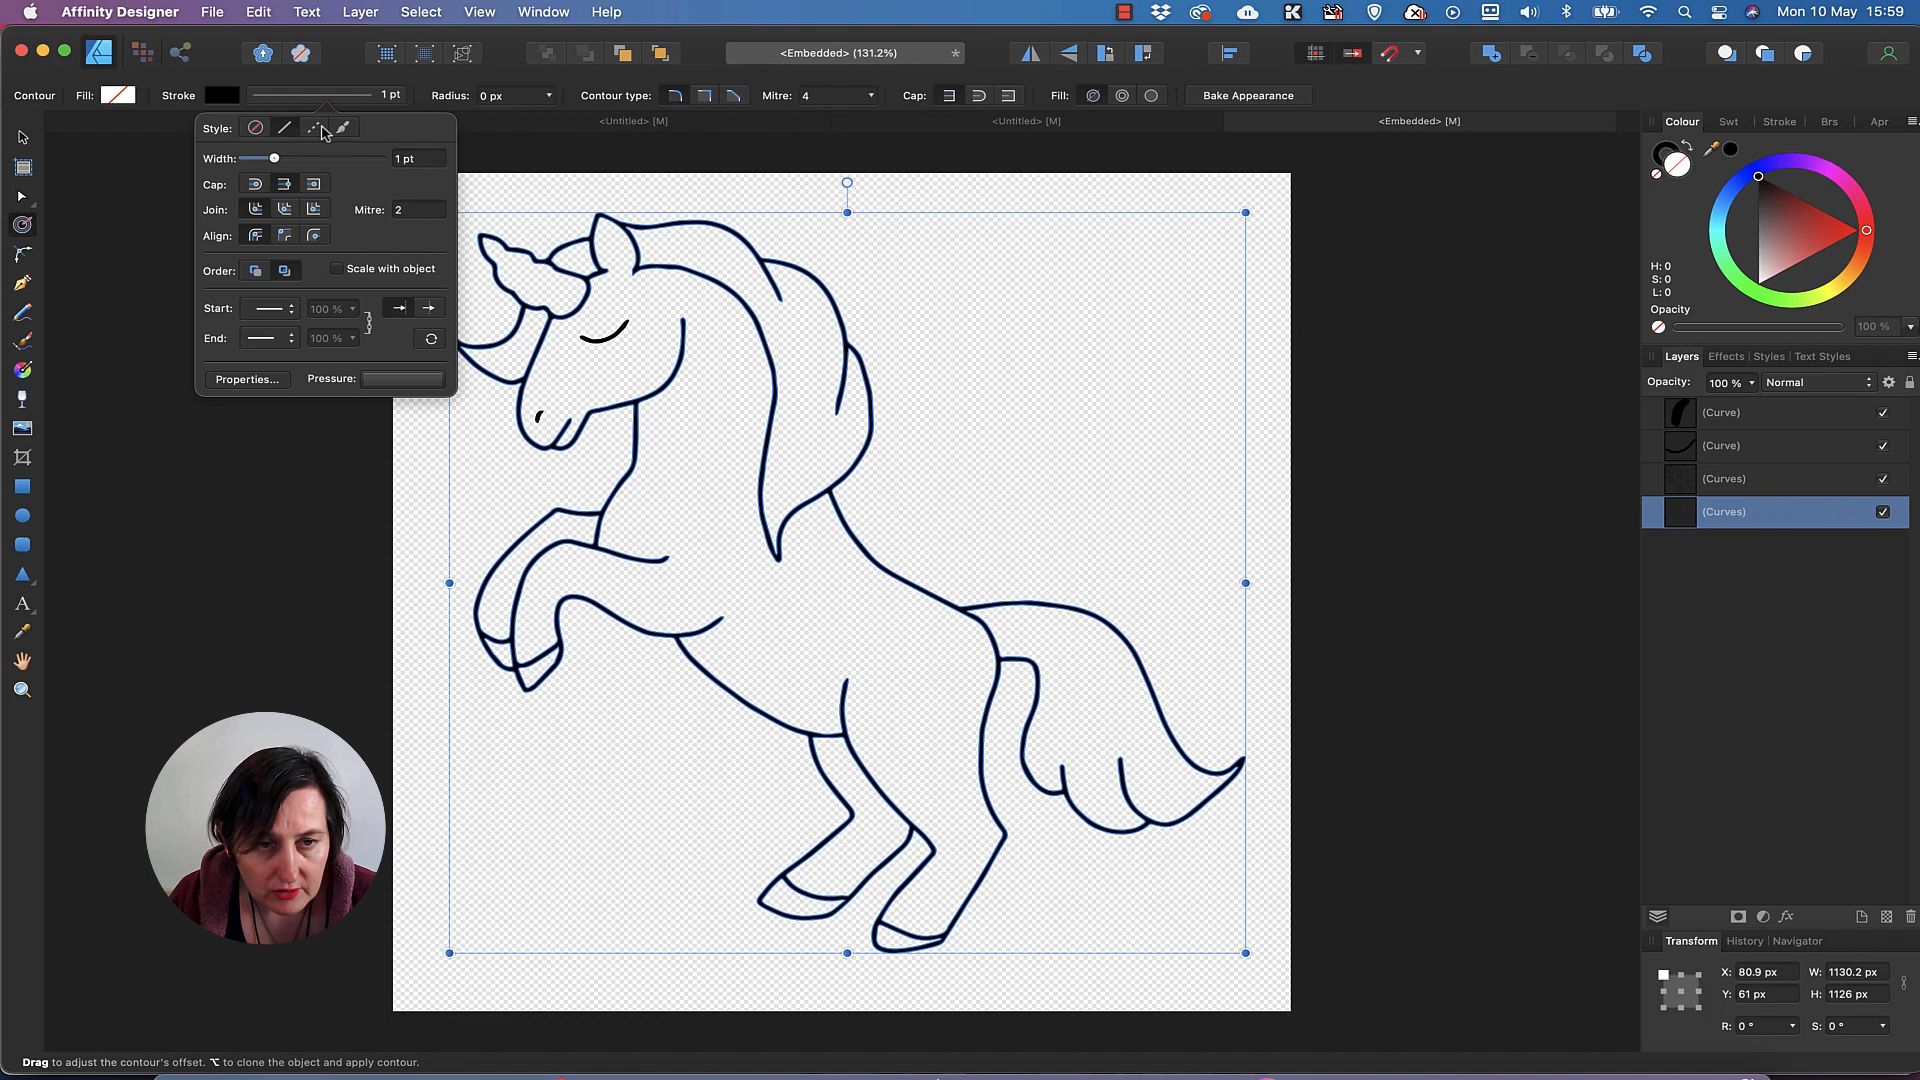 Affinity Designer File Edit Text Layer Select View Window Help Mon 10 May 15:59
<Embedded> (131.2%) *
Contour Fill: Stroke 1 pt Radius: 0 px Contour type: Mitre: 4 Cap: Fill: Bake Appearance
<Untitled> [M] <Untitled> [M] <Embedded> [M]
Colour Swt Stroke Brs Apr
Style:
Width: 1 pt
Cap:
Join: Mitre: 2
Align:
Order: Scale with object
Start: 100 %
End: 100 %
Properties... Pressure:
H: 0
S: 0
L: 0
Opacity
100 %
Layers Effects Styles Text Styles
Opacity: 100 % Normal
(Curve)
(Curve)
(Curves)
(Curves)
Transform History Navigator
X: 80.9 px W: 1130.2 px
Y: 61 px H: 1126 px
R: 0 ° S: 0 °
Drag to adjust the contour's offset. ⌥ to clone the object and apply contour.